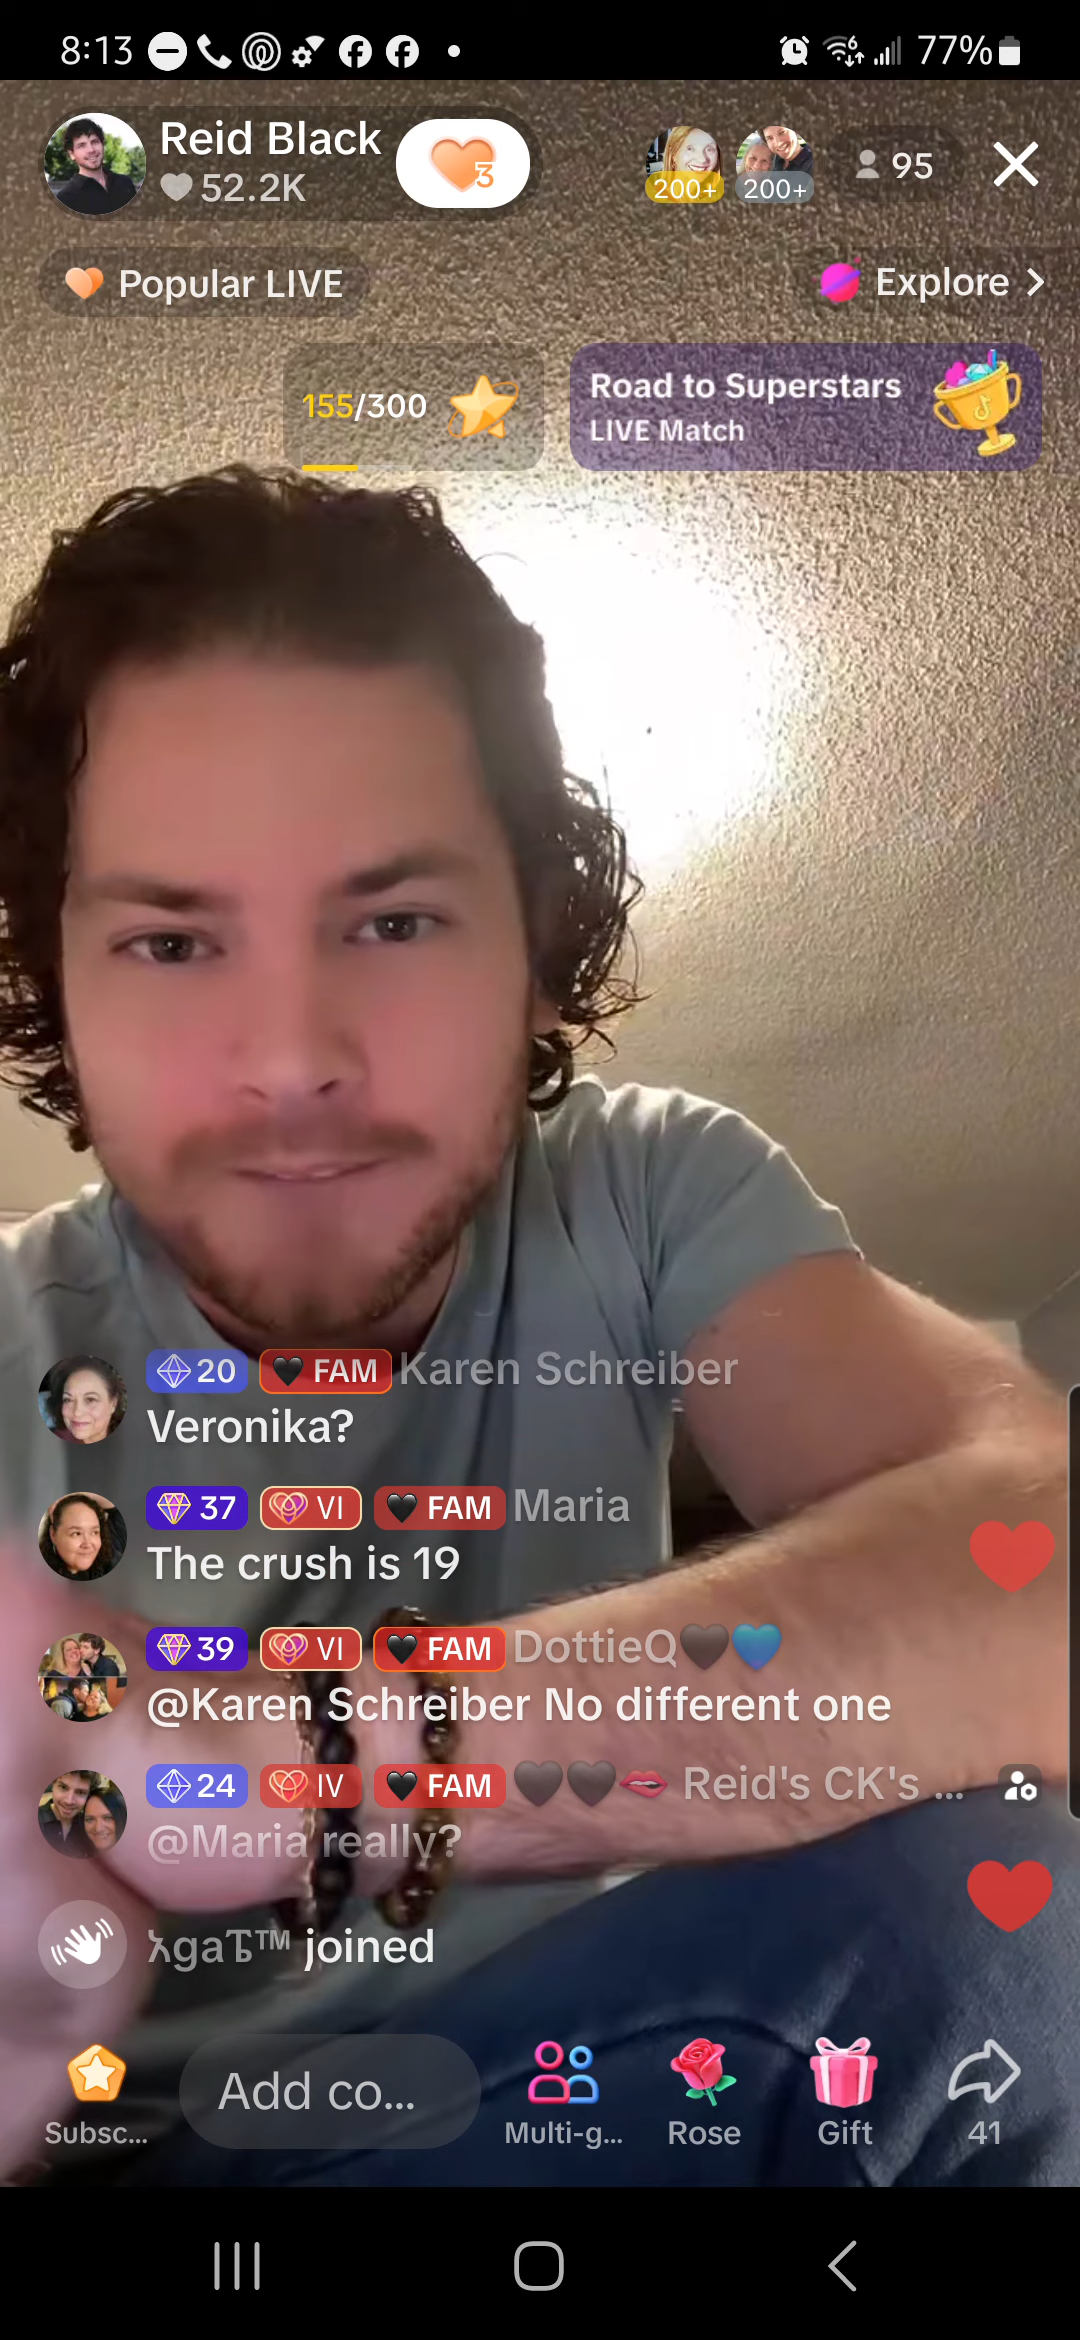 8:13 77%
Reid Black
52.2K
3
200+ 200+ 95
Popular LIVE
Explore
155/300
Road to Superstars
LIVE Match
20 FAM Karen Schreiber
Veronika?
37 VI FAM Maria
The crush is 19
39 VI FAM DottieQ
@Karen Schreiber No different one
24 IV FAM Reid's CK's ...
@Maria really?
joined
Add co...
Subsc... Multi-g... Rose Gift 41